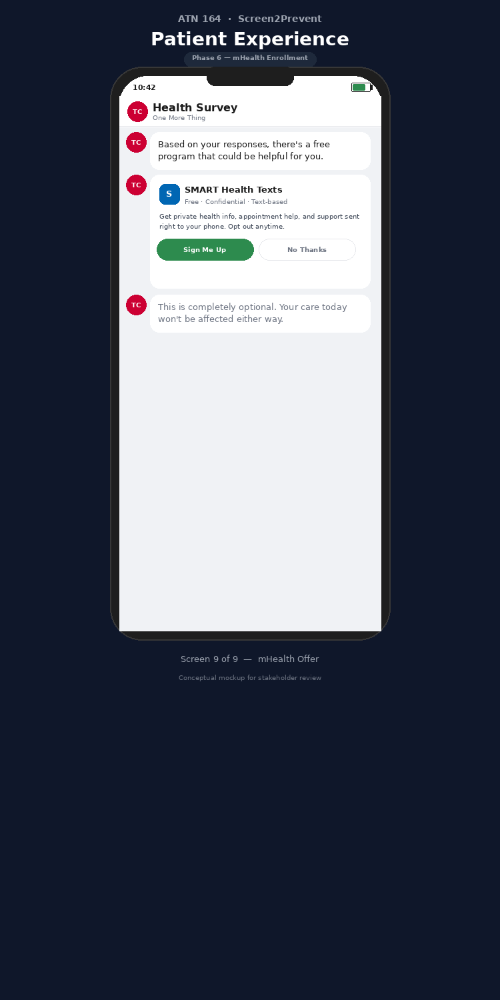 ATN 164 · Screen2Prevent
Patient Experience
Phase 6 — mHealth Enrollment
10:42
TC
Health Survey
One More Thing
TC
Based on your responses, there's a free
program that could be helpful for you.
TC
S
SMART Health Texts
Free · Confidential · Text-based
Get private health info, appointment help, and support sent
right to your phone. Opt out anytime.
Sign Me Up
No Thanks
TC
This is completely optional. Your care today
won't be affected either way.
Screen 9 of 9 — mHealth Offer
Conceptual mockup for stakeholder review